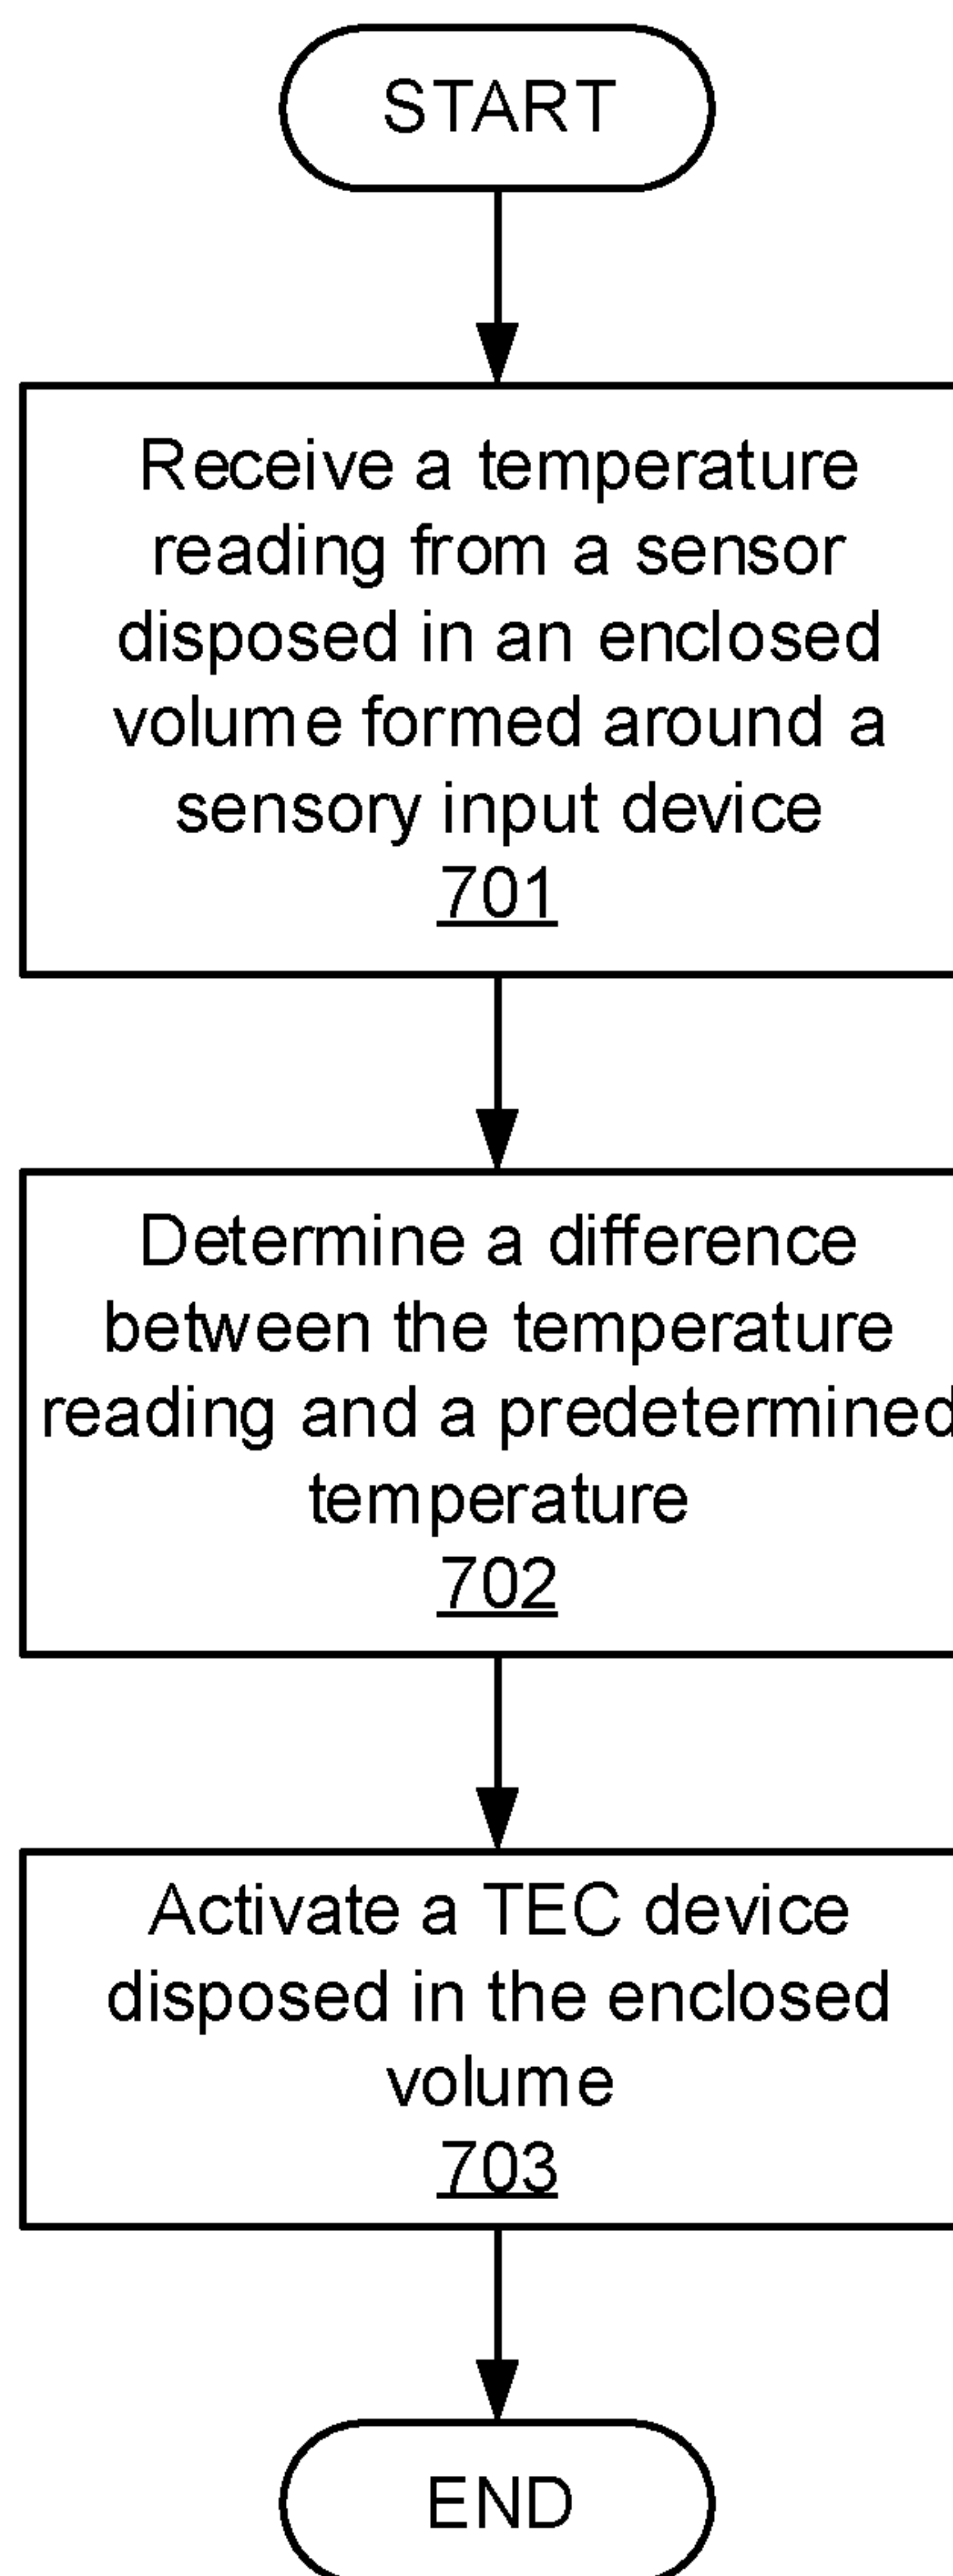 START
Receive a temperature
reading from a sensor
disposed in an enclosed
volume formed around a
sensory input device
701
Determine a difference
between the temperature
reading and a predetermined
temperature
702
Activate a TEC device
disposed in the enclosed
volume
703
END